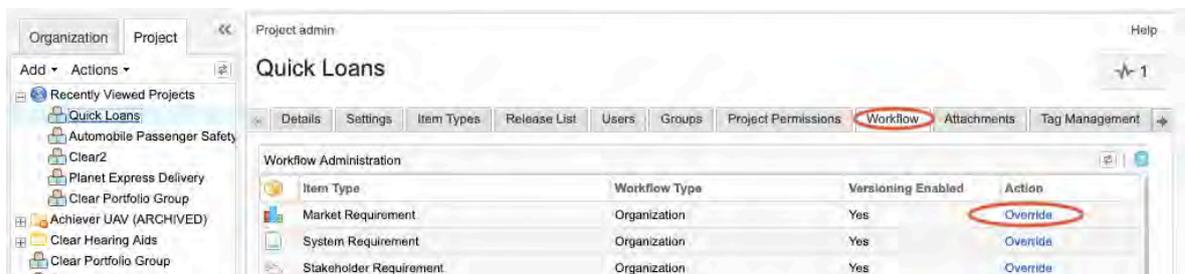 Organization Project
Add Actions
Recently Viewed Projects
Quick Loans
Automobile Passenger Safety
Clear2
Planet Express Delivery
Clear Portfolio Group
Achiever UAV (ARCHIVED)
Clear Hearing Aids
Clear Portfolio Group
Project admin Help
Quick Loans 1
Details Settings Item Types Release List Users Groups Project Permissions Workflow Attachments Tag Management
Workflow Administration
Item Type Workflow Type Versioning Enabled Action
Market Requirement Organization Yes Override
System Requirement Organization Yes Override
Stakeholder Requirement Organization Yes Override